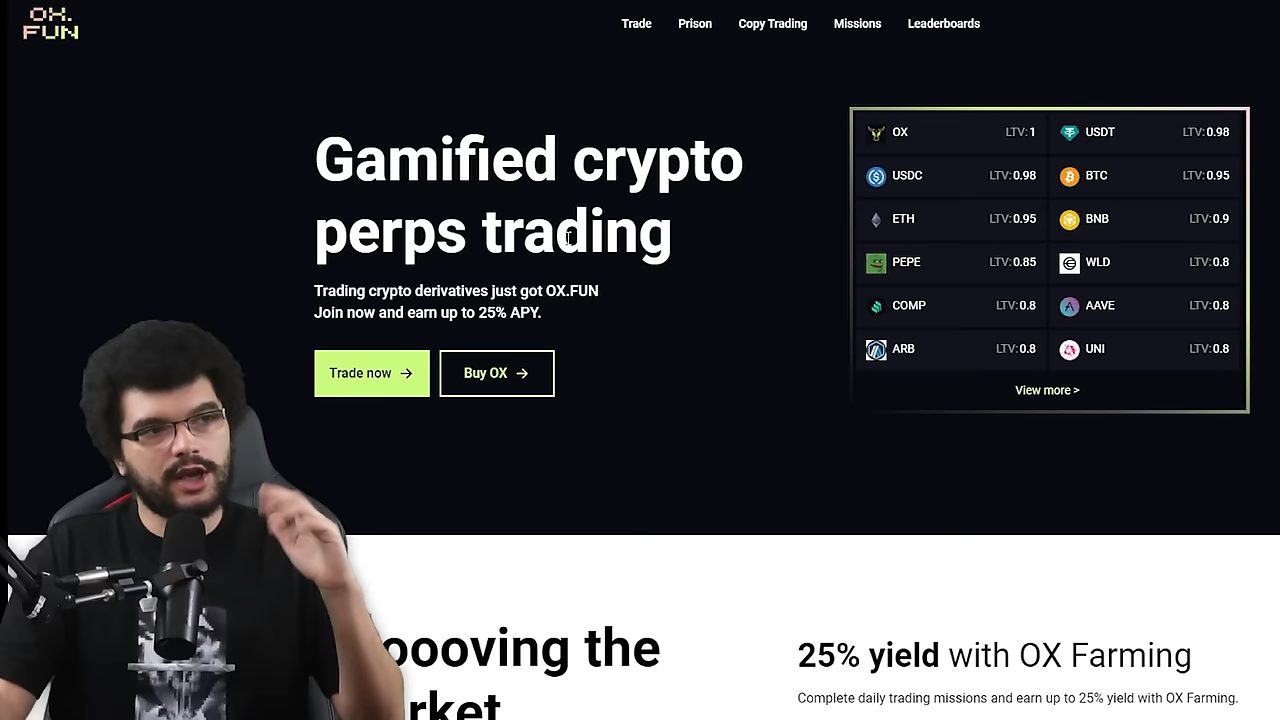 OX.
FUN
Trade
Prison
Copy Trading
Missions
Leaderboards
Gamified crypto
perps trading
Trading crypto derivatives just got OX.FUN
Join now and earn up to 25% APY.
Trade now →
Buy OX →
OX LTV:1
USDT LTV:0.98
USDC LTV:0.98
BTC LTV:0.95
ETH LTV:0.95
BNB LTV:0.9
PEPE LTV:0.85
WLD LTV:0.8
COMP LTV:0.8
AAVE LTV:0.8
ARB LTV:0.8
UNI LTV:0.8
View more >
oooving the
rket
25% yield with OX Farming
Complete daily trading missions and earn up to 25% yield with OX Farming.